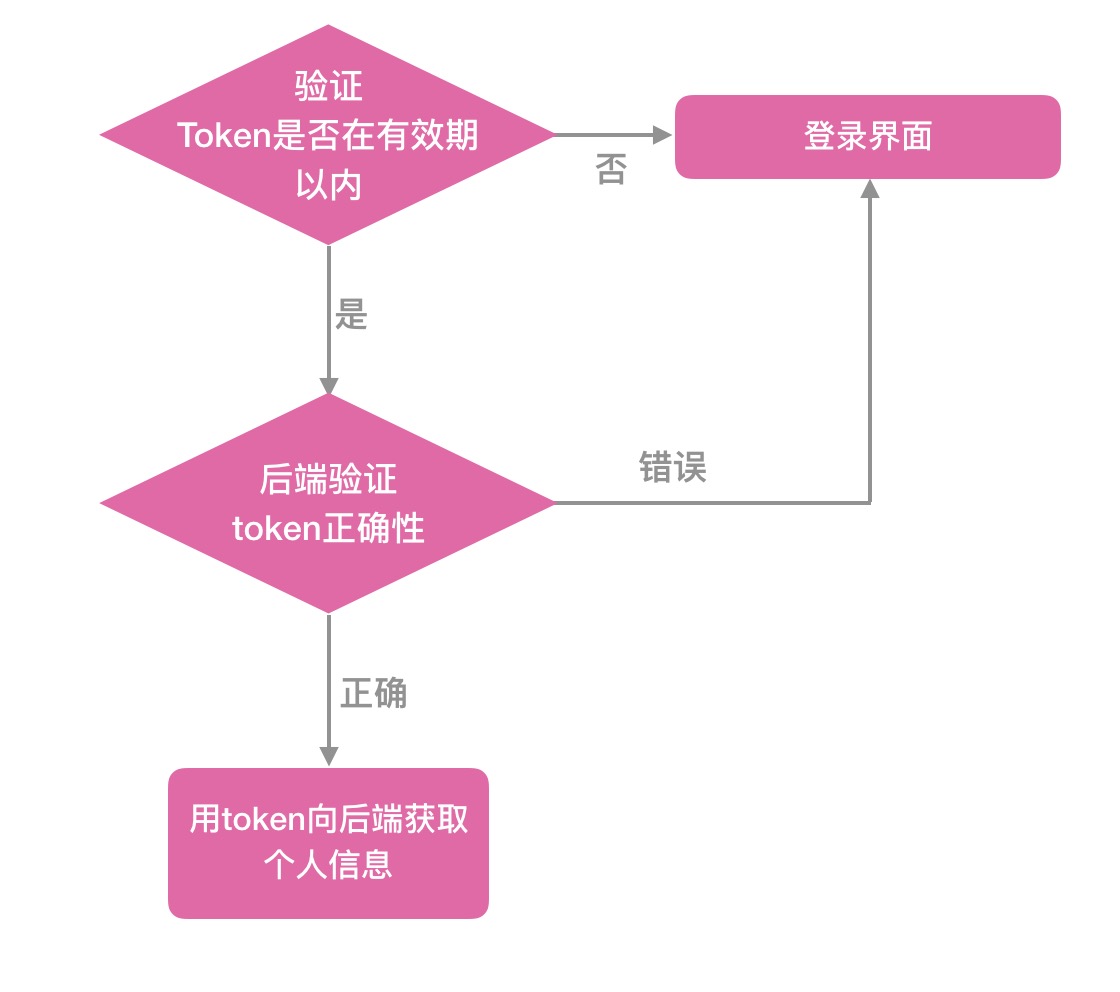 验证
Token是否在有效期
以内
否
登录界面
是
后端验证
token正确性
错误
正确
用token向后端获取
个人信息